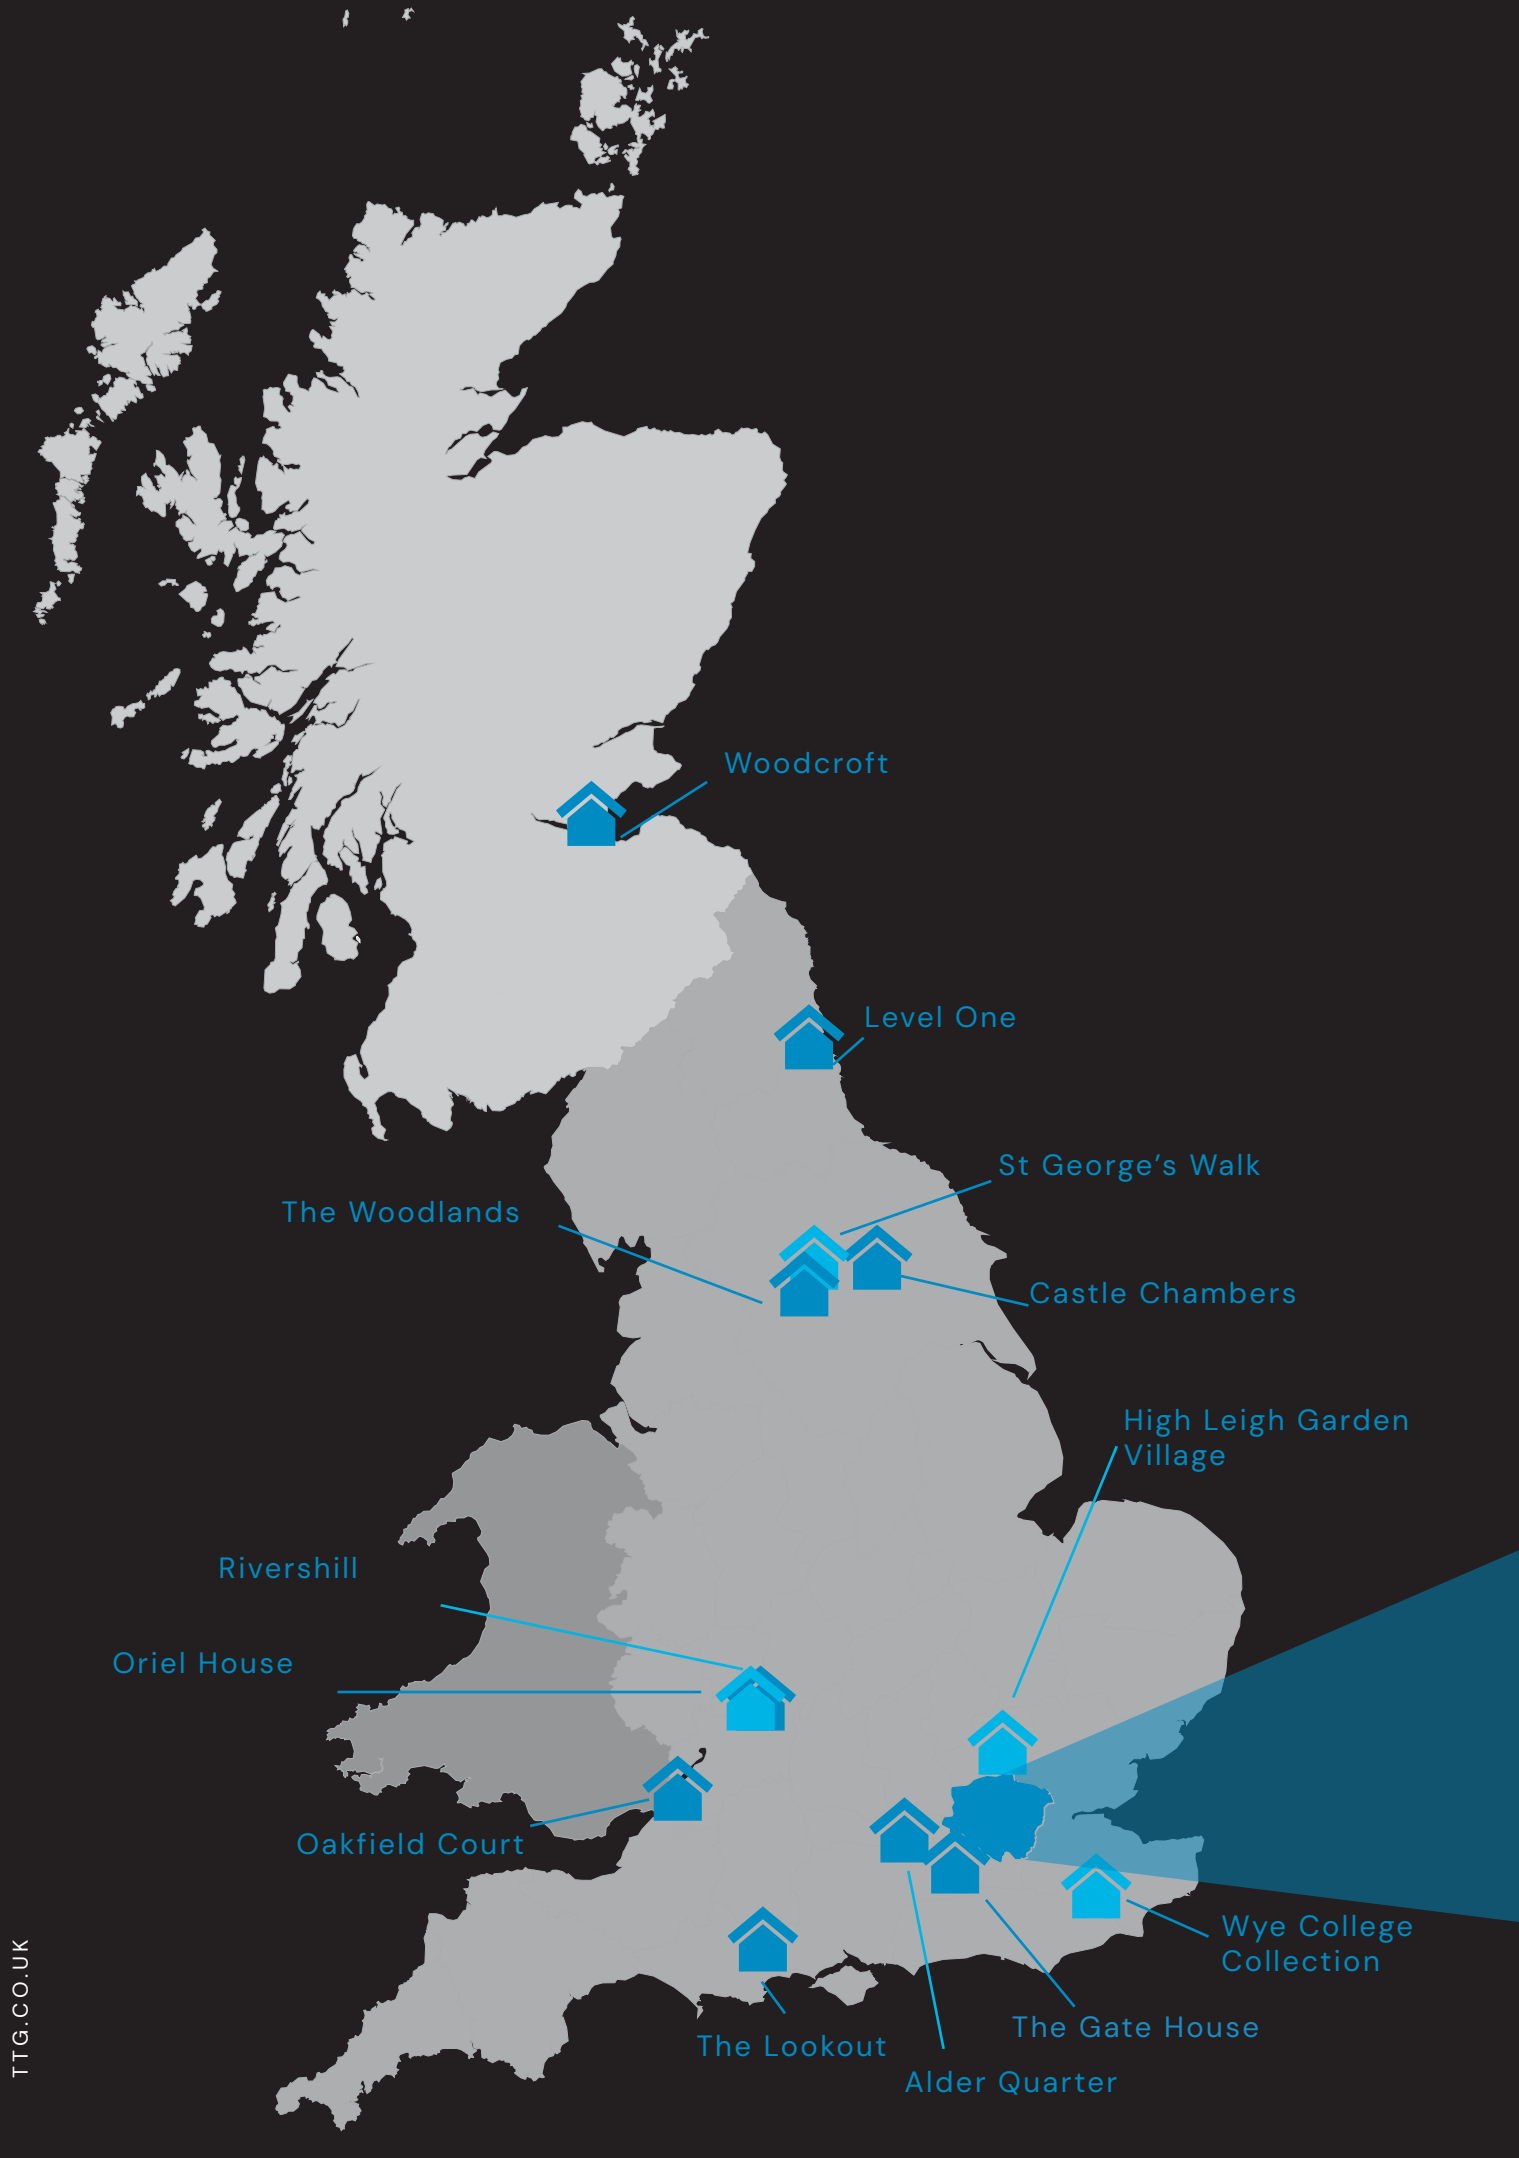 Woodcroft
Level One
St George’s Walk
The Woodlands
Castle Chambers
High Leigh Garden
Village
Rivershill
Oriel House
Oakfield Court
Wye College
Collection
The Gate House
The Lookout
Alder Quarter
TTG.CO.UK